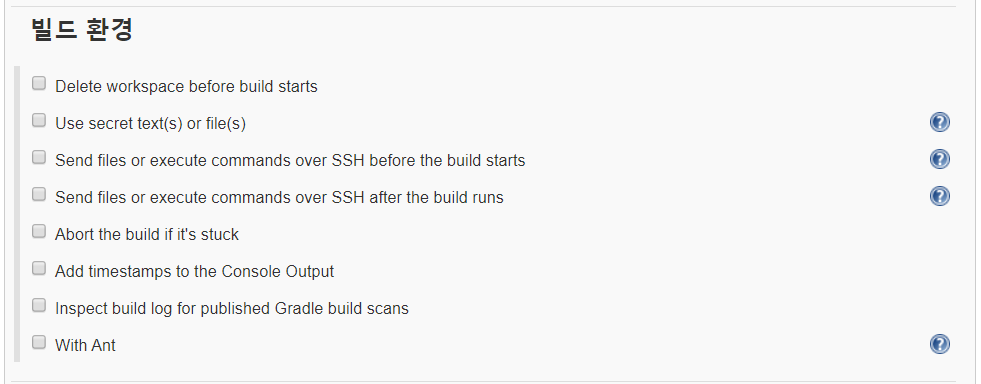 빌드 환경
Delete workspace before build starts
Use secret text(s) or file(s)
Send files or execute commands over SSH before the build starts
Send files or execute commands over SSH after the build runs
Abort the build if it's stuck
Add timestamps to the Console Output
Inspect build log for published Gradle build scans
With Ant